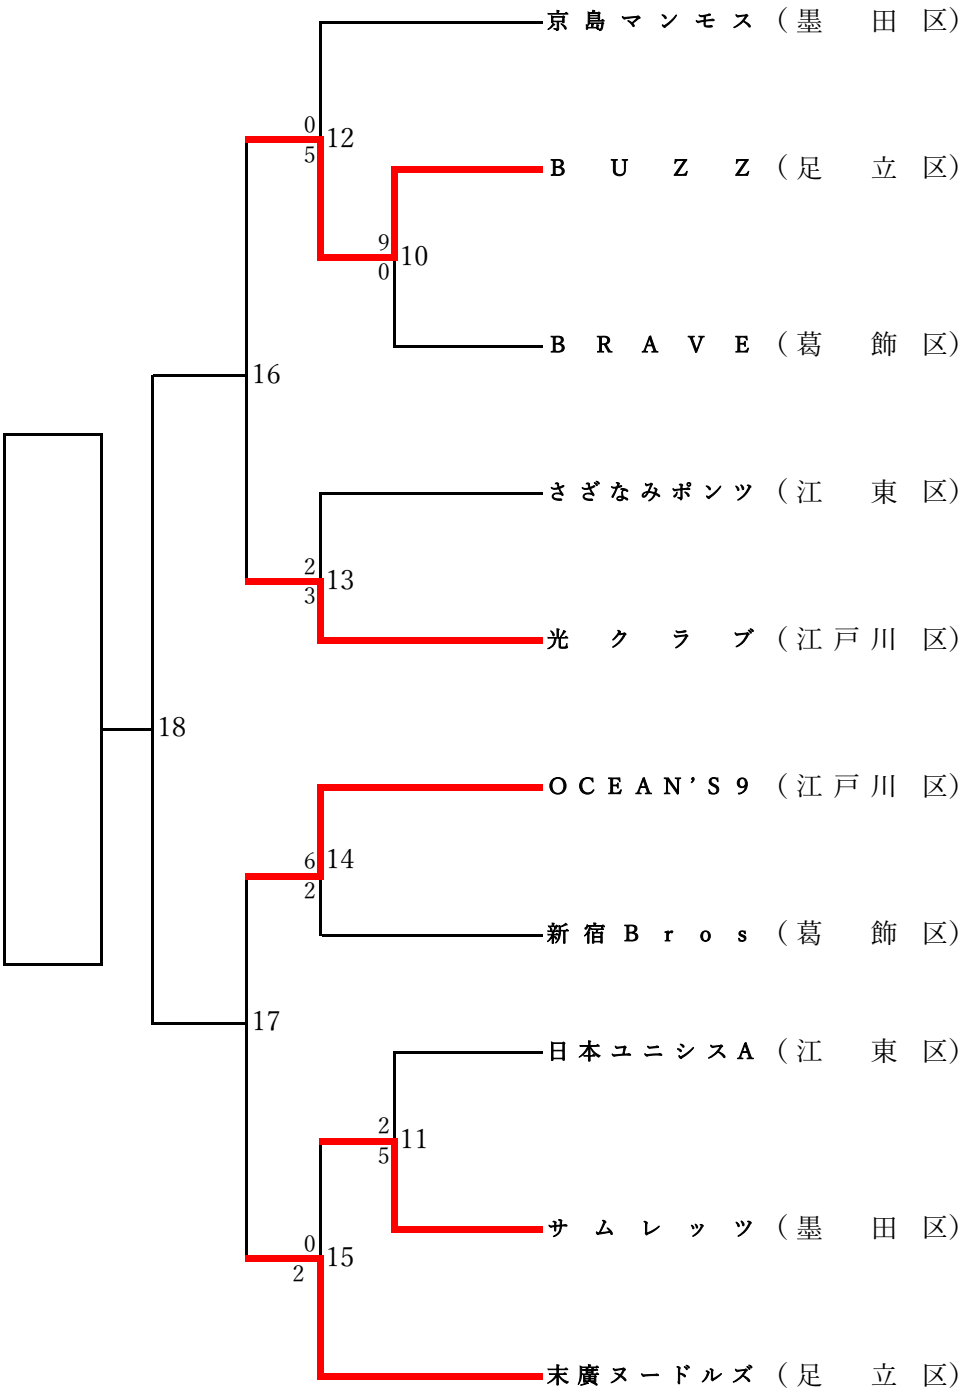 京島マンモス（墨田区）
0
12
5
BUZZ（足立区）
9
10
0
BRAVE（葛飾区）
16
さざなみポンツ（江東区）
2
13
3
光クラブ（江戸川区）
18
OCEAN'S9（江戸川区）
6
14
2
新宿Bros（葛飾区）
17
日本ユニシスA（江東区）
2
11
5
サムレッツ（墨田区）
0
15
2
末廣ヌードルズ（足立区）